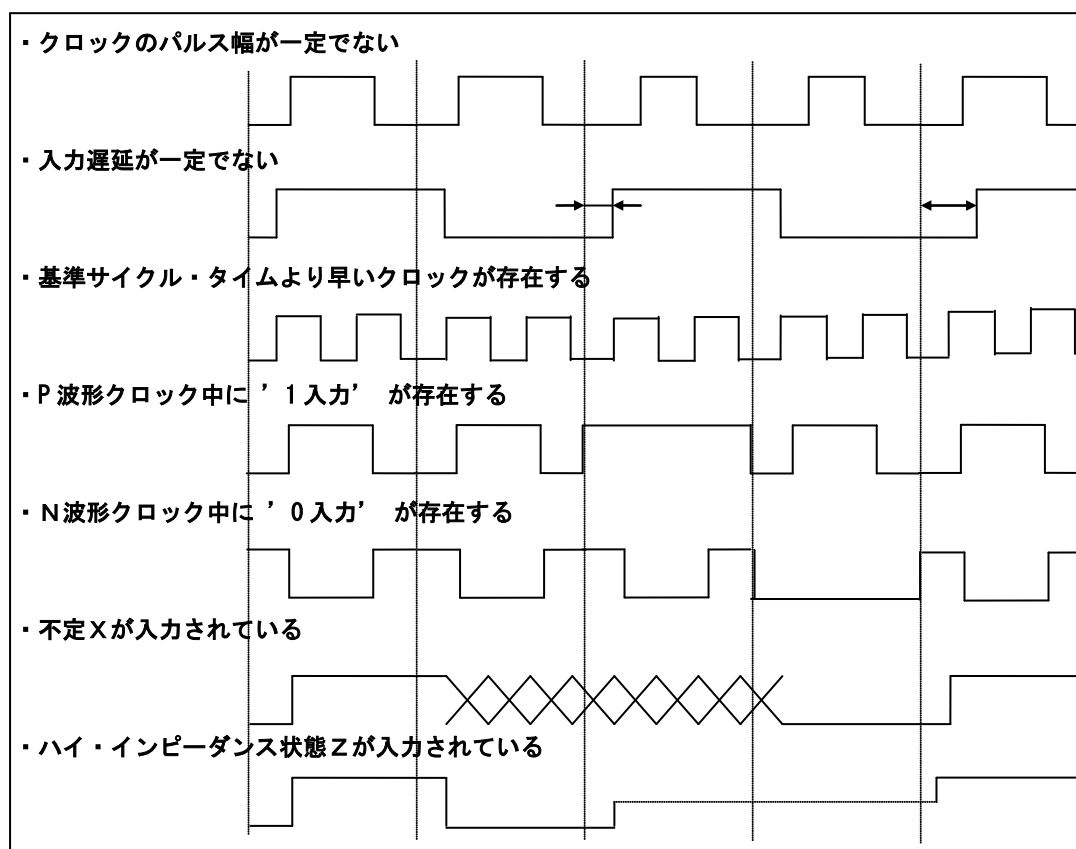 ・クロックのパルス幅が一定でない
・入力遅延が一定でない
・基準サイクル・タイムより早いクロックが存在する
・P波形クロック中に ’1入力’ が存在する
・N波形クロック中に ’0入力’ が存在する
・不定Xが入力されている
・ハイ・インピーダンス状態Zが入力されている